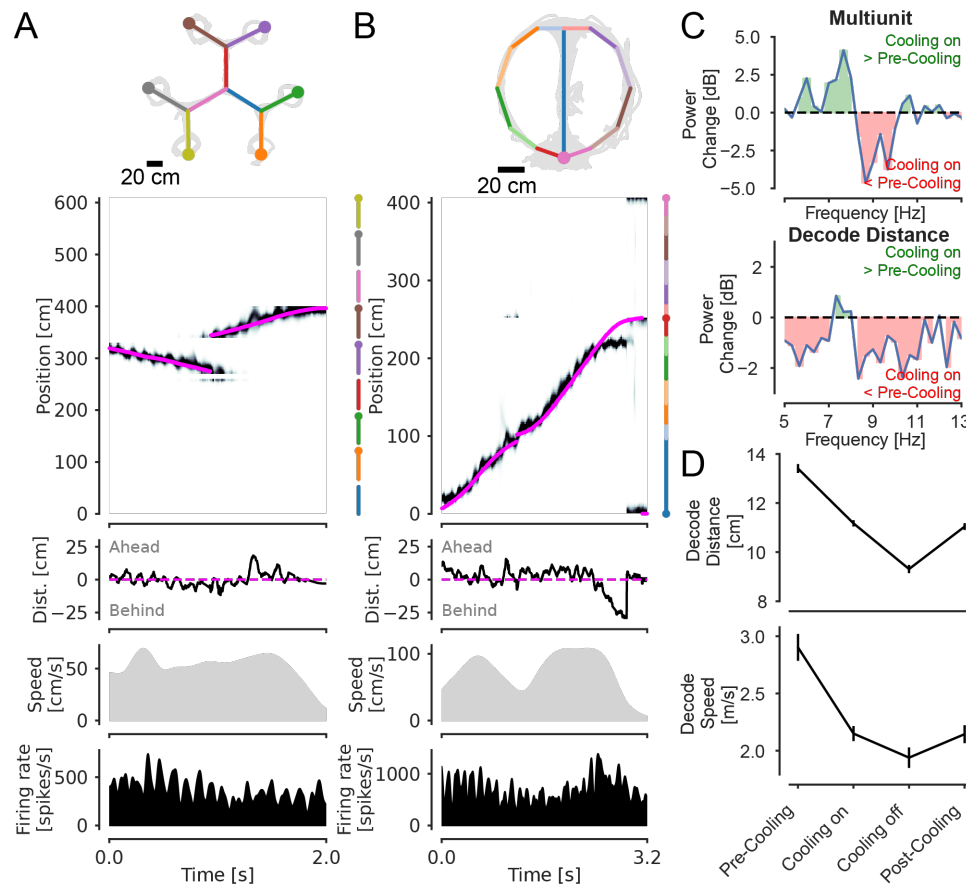 A
20 cm
600
500
400
300
200
100
0
Position [cm]
25
0
−25
Dist. [cm]
Ahead
Behind
50
0
Speed
[cm/s]
500
0
Firing rate
[spikes/s]
0.0
2.0
Time [s]
B
20 cm
400
300
200
100
0
Position [cm]
25
0
−25
Dist. [cm]
Ahead
Behind
100
0
Speed
[cm/s]
1000
0
Firing rate
[spikes/s]
0.0
3.2
Time [s]
C
Multiunit
Cooling on
> Pre-Cooling
5.0
2.5
0.0
−2.5
−5.0
Power
Change [dB]
Cooling on
< Pre-Cooling
Frequency [Hz]
Decode Distance
Cooling on
> Pre-Cooling
2
0
−2
Power
Change [dB]
Cooling on
< Pre-Cooling
5
7
9
11
13
Frequency [Hz]
D
14
12
10
8
Decode
Distance
[cm]
3.0
2.5
2.0
Decode
Speed
[m/s]
Pre-Cooling
Cooling on
Cooling off
Post-Cooling